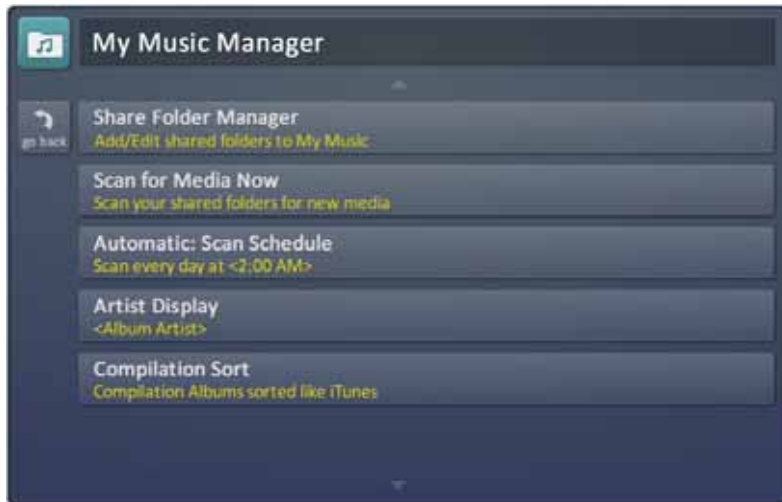 My Music Manager
go back
Share Folder Manager
Add/Edit shared folders to My Music
Scan for Media Now
Scan your shared folders for new media
Automatic: Scan Schedule
Scan every day at <2:00 AM>
Artist Display
<Album Artist>
Compilation Sort
Compilation Albums sorted like iTunes